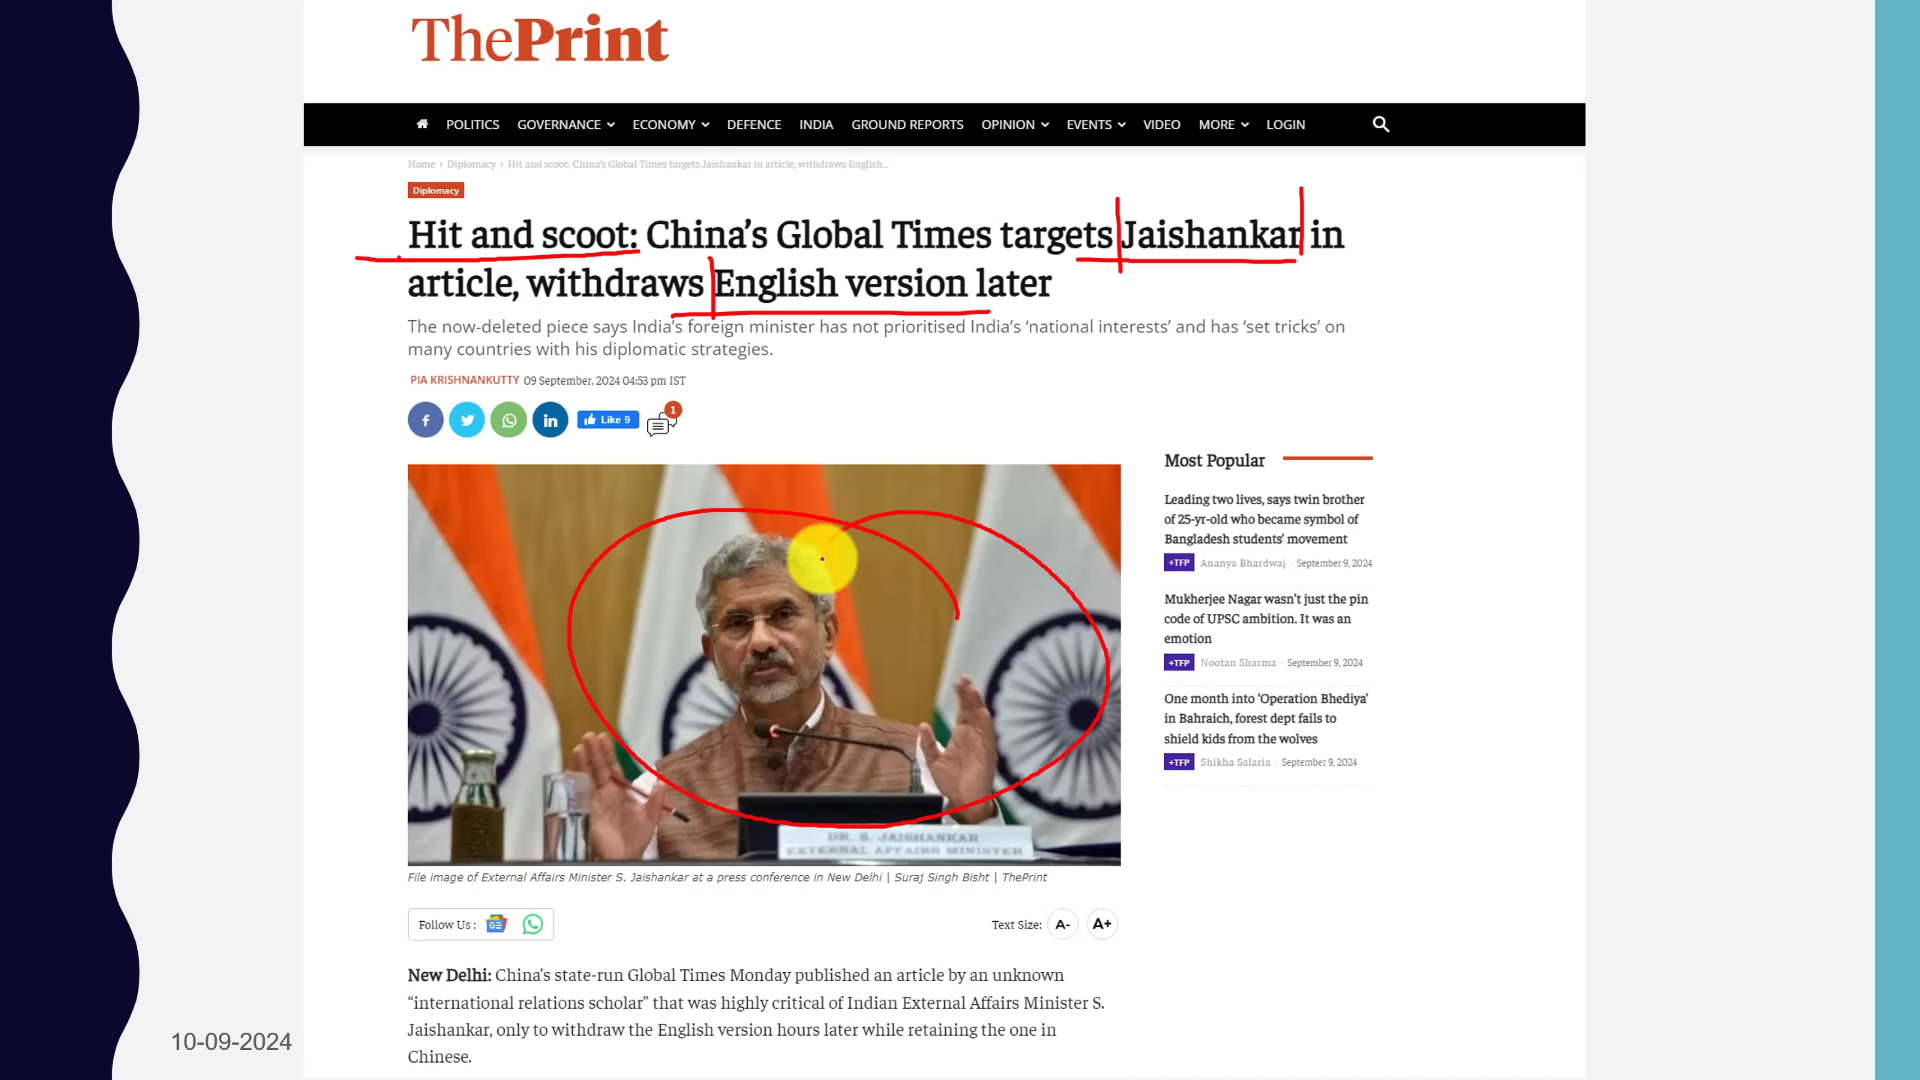 ThePrint
POLITICS GOVERNANCE ECONOMY DEFENCE INDIA GROUND REPORTS OPINION EVENTS VIDEO MORE LOGIN
Home › Diplomacy › Hit and scoot: China's Global Times targets Jaishankar in article, withdraws English...
Diplomacy
Hit and scoot: China’s Global Times targets Jaishankar in
article, withdraws English version later
The now-deleted piece says India’s foreign minister has not prioritised India’s ‘national interests’ and has ‘set tricks’ on
many countries with his diplomatic strategies.
PIA KRISHNANKUTTY 09 September, 2024 04:53 pm IST
Like 9
1
DR. S. JAISHANKAR
EXTERNAL AFFAIRS MINISTER
File image of External Affairs Minister S. Jaishankar at a press conference in New Delhi | Suraj Singh Bisht | ThePrint
Follow Us :
Text Size: A- A+
New Delhi: China’s state-run Global Times Monday published an article by an unknown
“international relations scholar” that was highly critical of Indian External Affairs Minister S.
Jaishankar, only to withdraw the English version hours later while retaining the one in
Chinese.
Most Popular
Leading two lives, says twin brother
of 25-yr-old who became symbol of
Bangladesh students’ movement
+TFP Ananya Bhardwaj - September 9, 2024
Mukherjee Nagar wasn’t just the pin
code of UPSC ambition. It was an
emotion
+TFP Nootan Sharma - September 9, 2024
One month into ‘Operation Bhediya’
in Bahraich, forest dept fails to
shield kids from the wolves
+TFP Shikha Salaria - September 9, 2024
10-09-2024